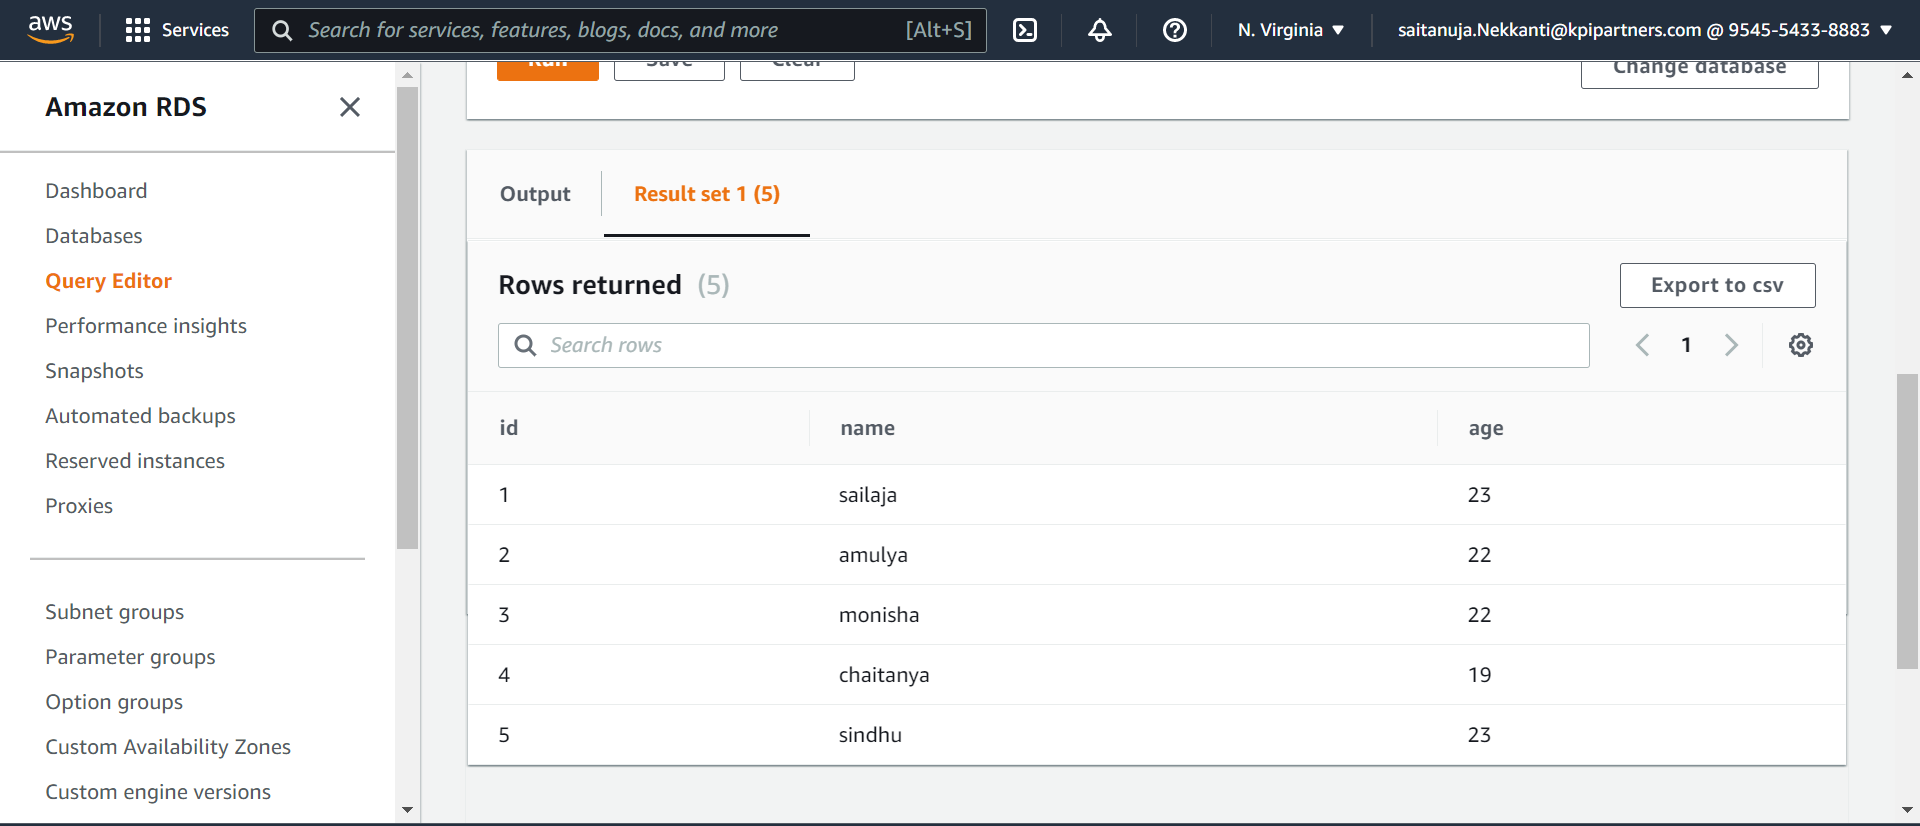 aws
Services
Search for services, features, blogs, docs, and more [Alt+S]
N. Virginia
saitanuja.Nekkanti@kpipartners.com @ 9545-5433-8883
Amazon RDS
Dashboard
Databases
Query Editor
Performance insights
Snapshots
Automated backups
Reserved instances
Proxies
Subnet groups
Parameter groups
Option groups
Custom Availability Zones
Custom engine versions
Run Save Clear
Change database
Output Result set 1 (5)
Rows returned (5)
Export to csv
Search rows
1
id name age
1 sailaja 23
2 amulya 22
3 monisha 22
4 chaitanya 19
5 sindhu 23